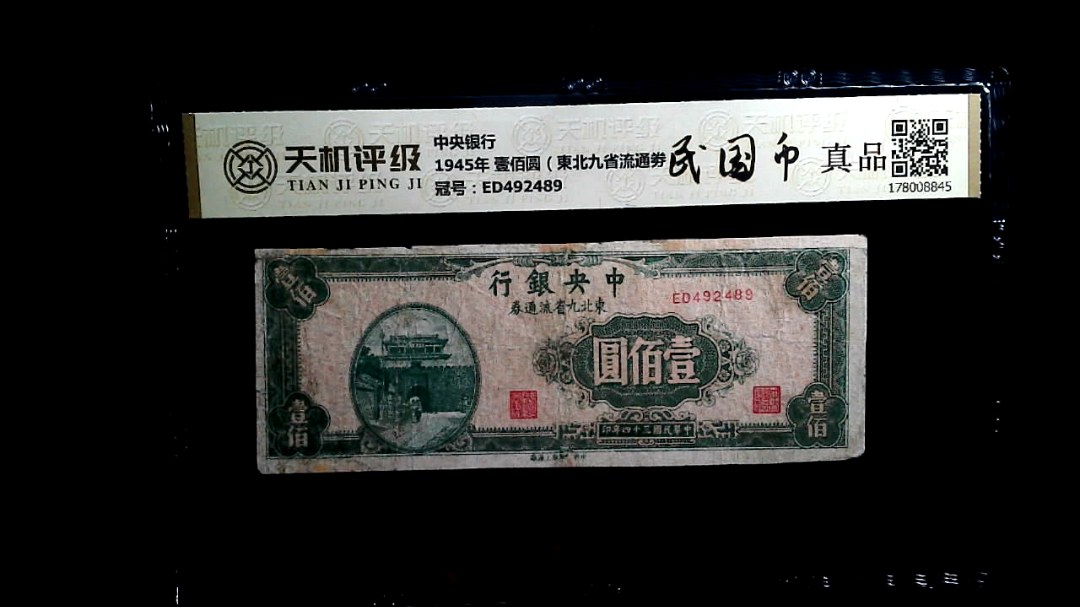 天机评级
TIAN JI PING JI
中央银行
1945年 壹佰圆（東北九省流通券
冠号：ED492489
民国币
真品
178008845
行銀央中
券通流省九北東
ED492489
圓佰壹
印年四十三國民華中
壹佰
壹佰
壹佰
壹佰